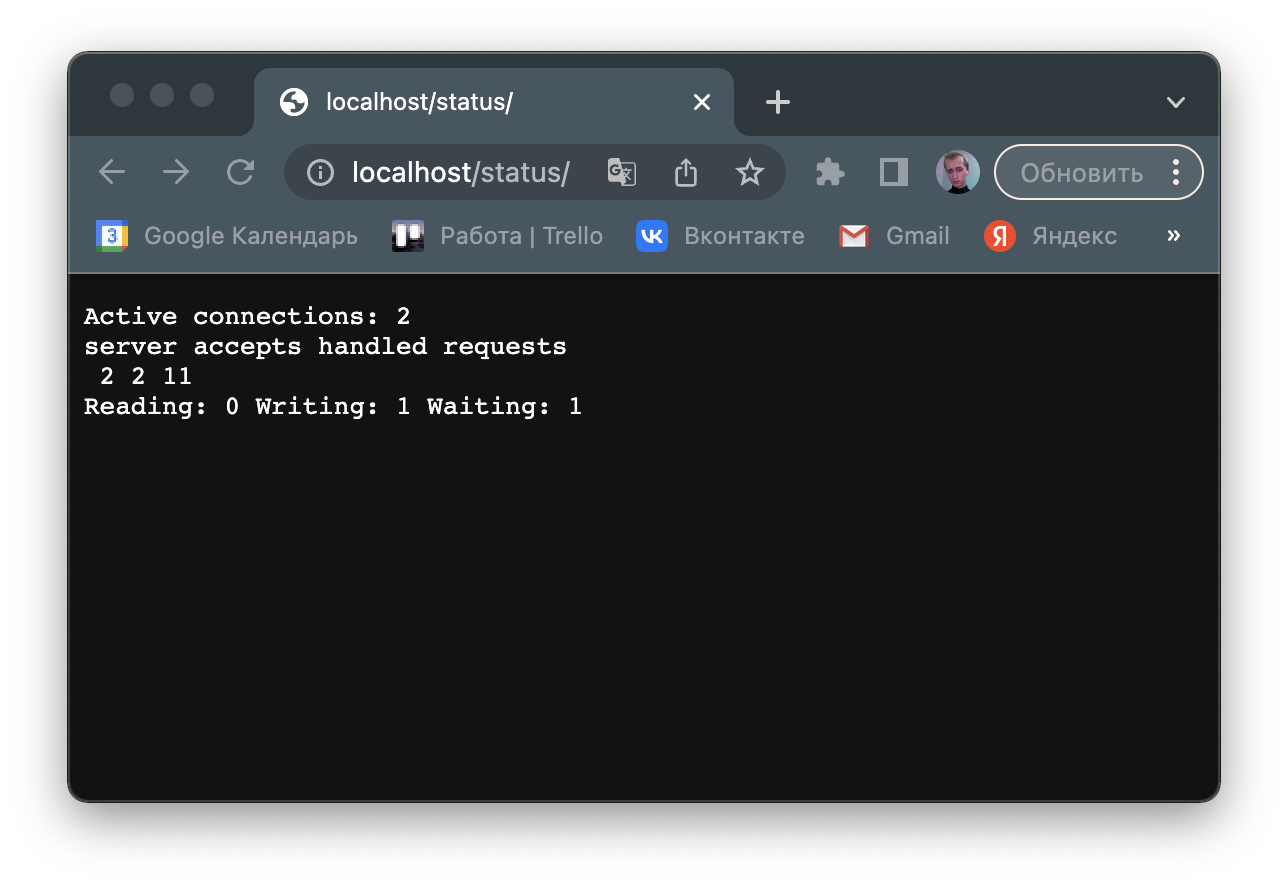 localhost/status/
localhost/status/
Обновить
3 Google Календарь Работа | Trello Вконтакте Gmail Я Яндекс »
Active connections: 2
server accepts handled requests
2 2 11
Reading: 0 Writing: 1 Waiting: 1